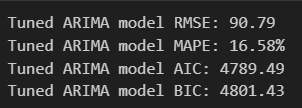 Tuned ARIMA model RMSE: 90.79
Tuned ARIMA model MAPE: 16.58%
Tuned ARIMA model AIC: 4789.49
Tuned ARIMA model BIC: 4801.43